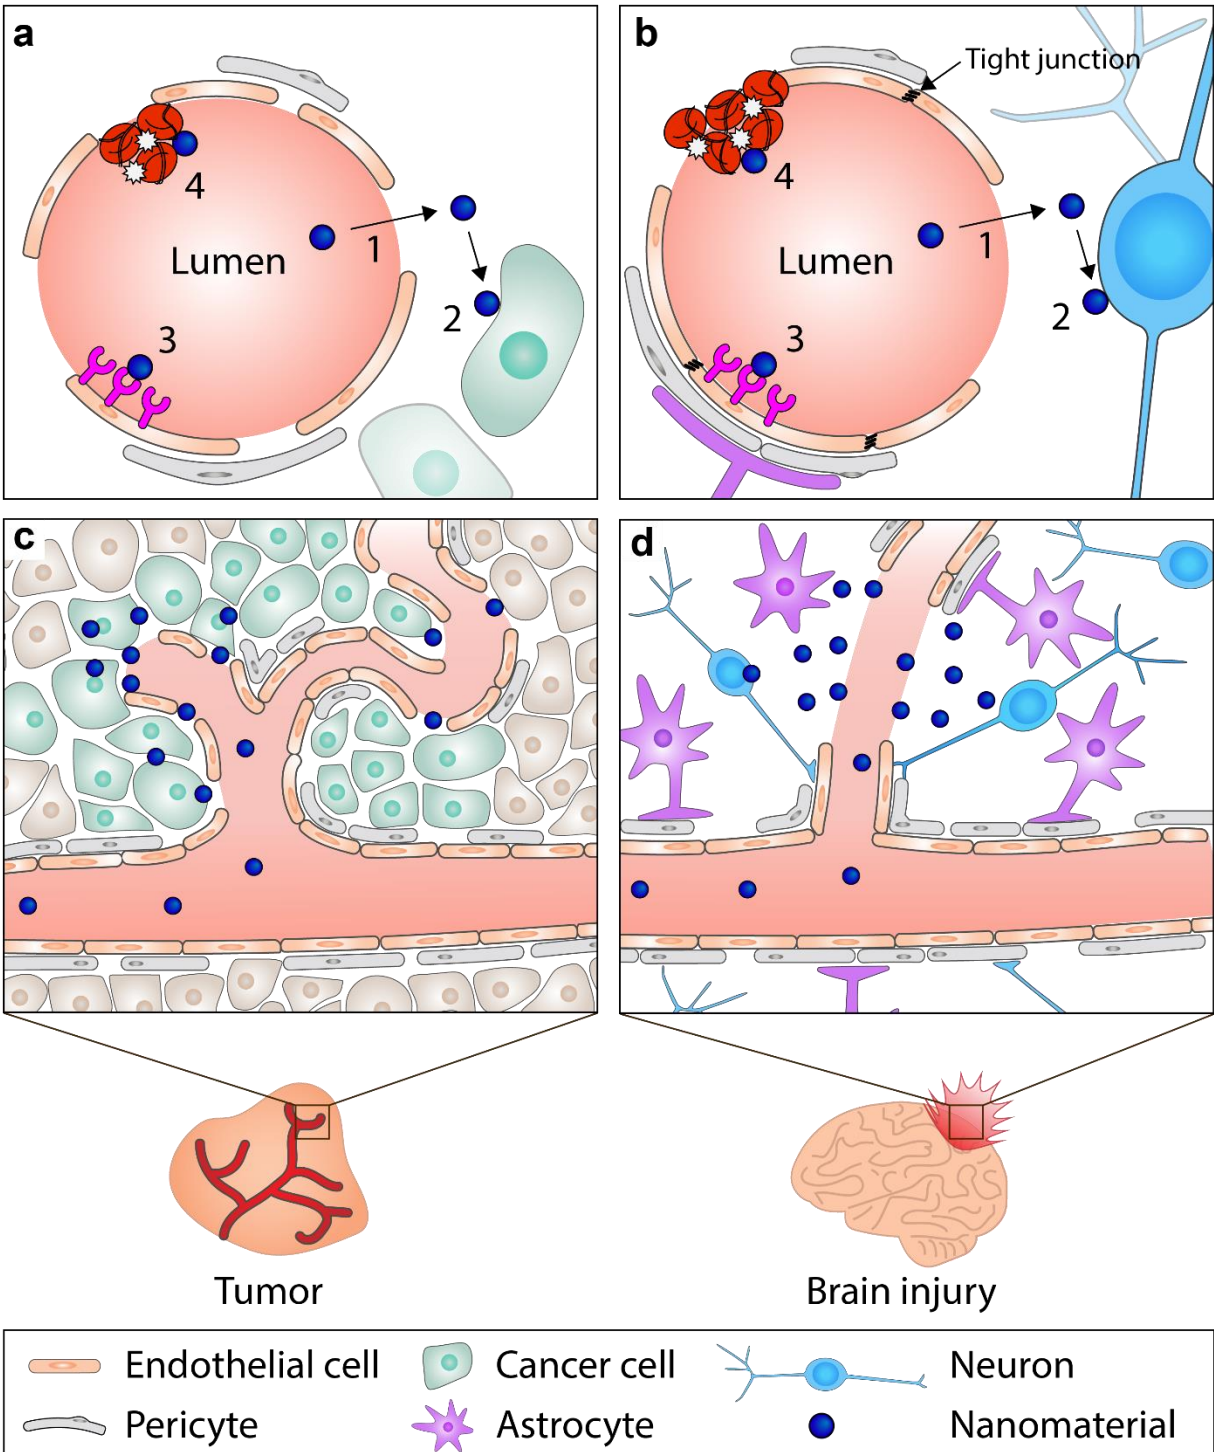 a
4
1
Lumen
2
3
b
Tight junction
4
1
Lumen
2
3
c
d
Tumor
Brain injury
Endothelial cell
Cancer cell
Neuron
Pericyte
Astrocyte
Nanomaterial